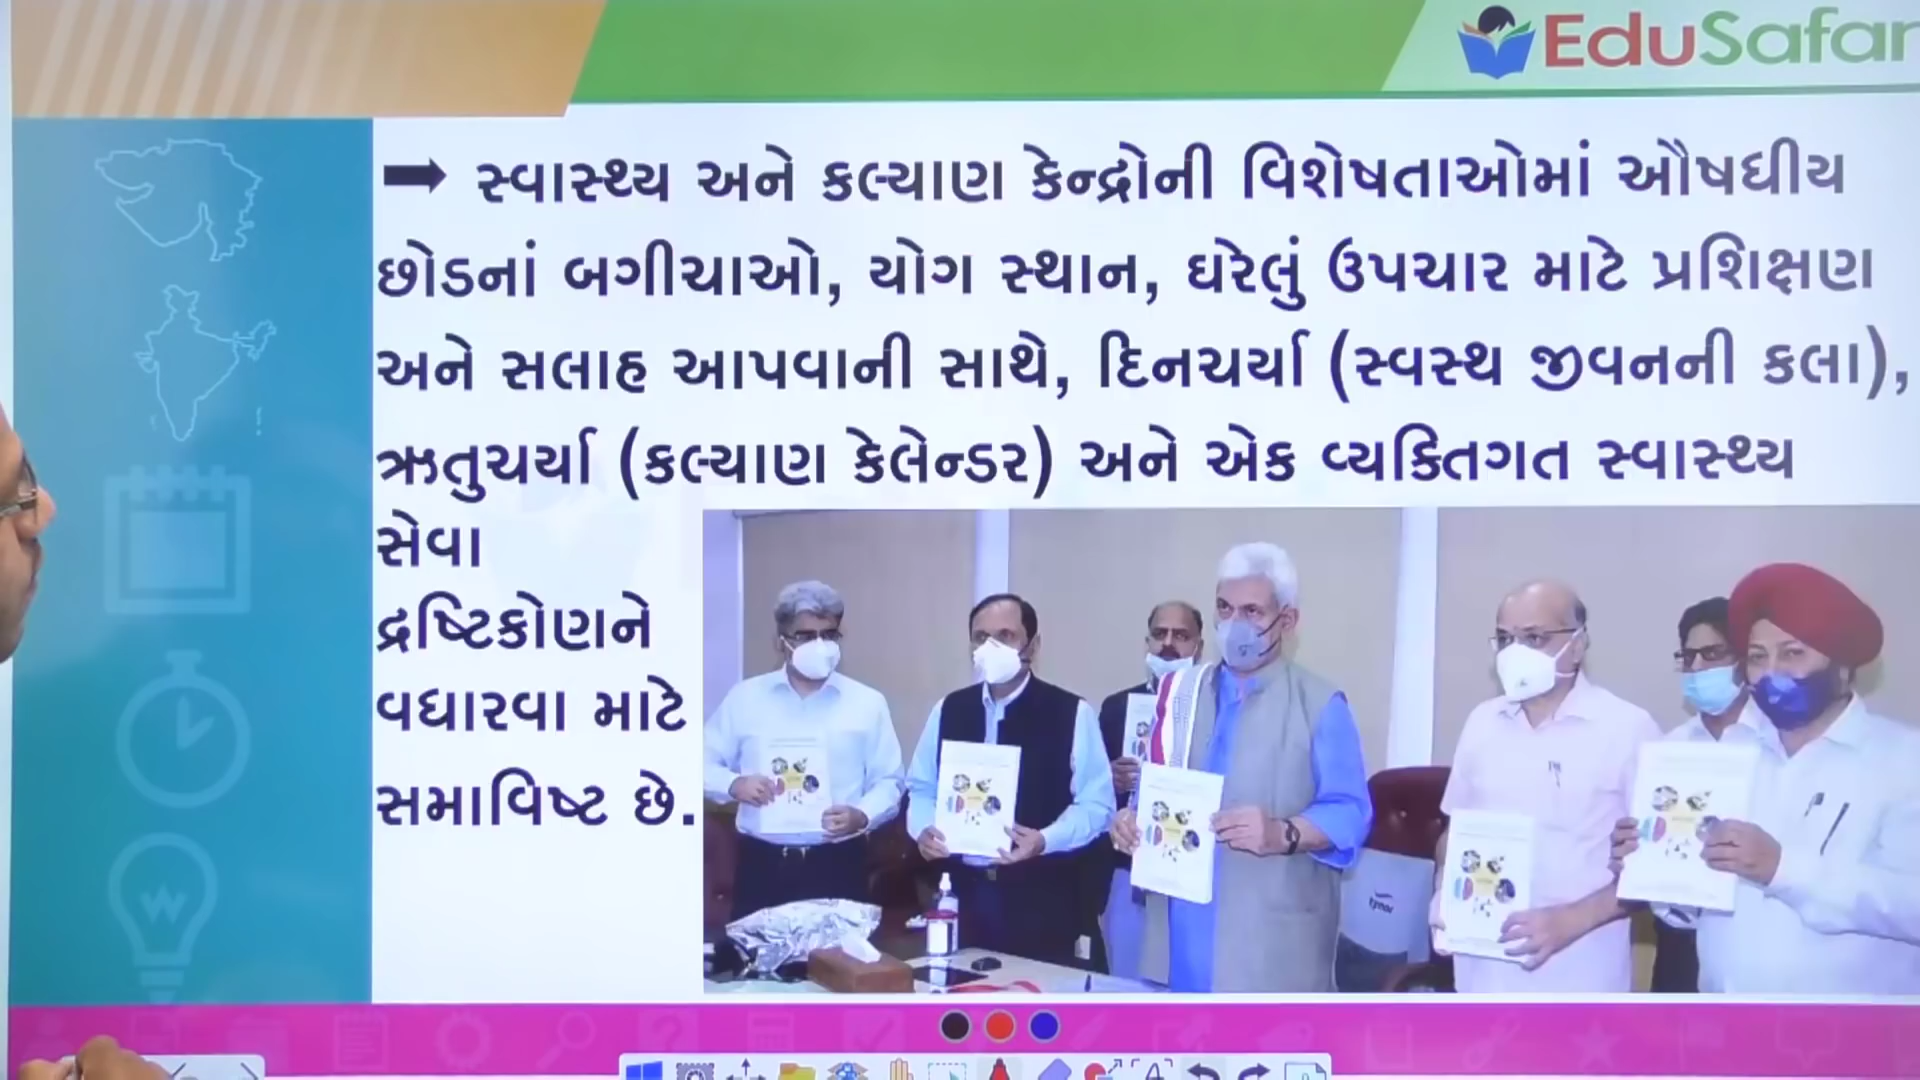 EduSafar
➡ સ્વાસ્થ્ય અને કલ્યાણ કેન્દ્રોની વિશેષતાઓમાં ઔષધીય
છોડનાં બગીચાઓ, યોગ સ્થાન, ઘરેલું ઉપચાર માટે પ્રશિક્ષણ
અને સલાહ આપવાની સાથે, દિનચર્યા (સ્વસ્થ જીવનની કલા),
ઋતુચર્યા (કલ્યાણ કેલેન્ડર) અને એક વ્યક્તિગત સ્વાસ્થ્ય
સેવા
દ્રષ્ટિકોણને
વધારવા માટે
સમાવિષ્ટ છે.
tynor